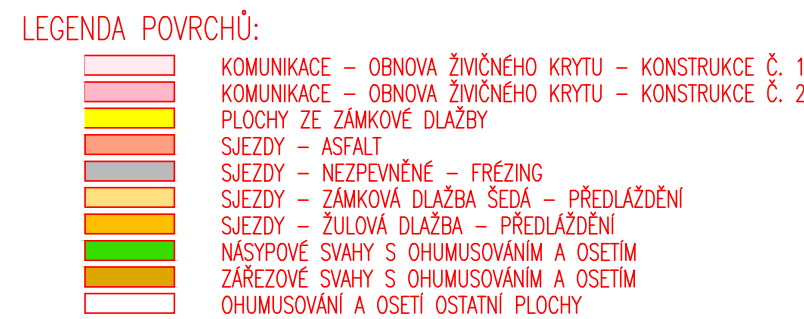 LEGENDA POVRCHŮ:
KOMUNIKACE – OBNOVA ŽIVIČNÉHO KRYTU – KONSTRUKCE Č. 1
KOMUNIKACE – OBNOVA ŽIVIČNÉHO KRYTU – KONSTRUKCE Č. 2
PLOCHY ZE ZÁMKOVÉ DLAŽBY
SJEZDY – ASFALT
SJEZDY – NEZPEVNĚNÉ – FRÉZING
SJEZDY – ZÁMKOVÁ DLAŽBA ŠEDÁ – PŘEDLÁŽDĚNÍ
SJEZDY – ŽULOVÁ DLAŽBA – PŘEDLÁŽDĚNÍ
NÁSYPOVÉ SVAHY S OHUMUSOVÁNÍM A OSETÍM
ZÁŘEZOVÉ SVAHY S OHUMUSOVÁNÍM A OSETÍM
OHUMUSOVÁNÍ A OSETÍ OSTATNÍ PLOCHY